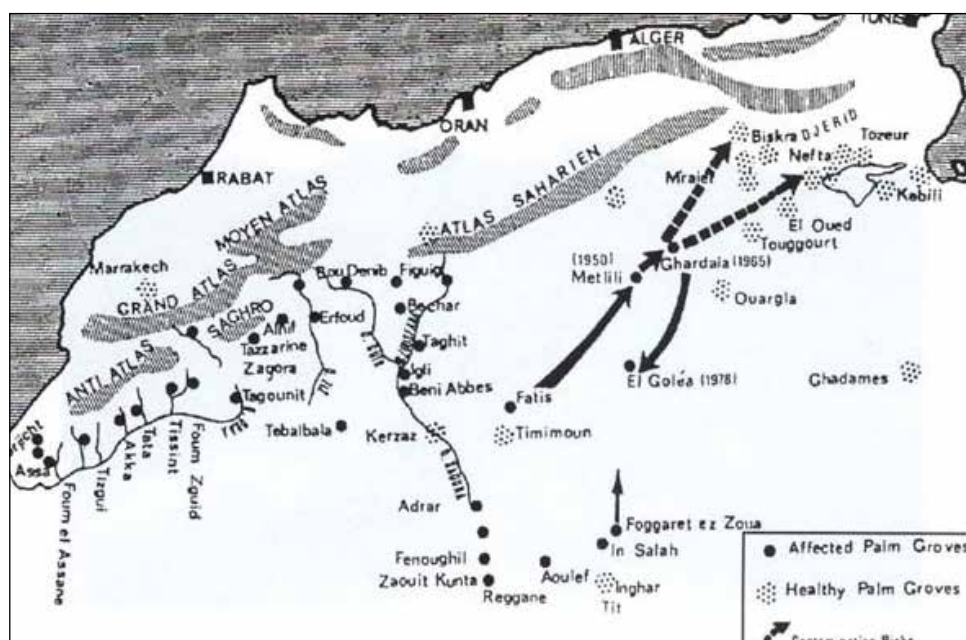 TUNIS
ALGER
ORAN
RABAT
Biskra
DJERID
Tozeur
Nefta
Mraier
Kebili
El Oued
Touggourt
ATLAS SAHARIEN
MOYEN ATLAS
(1950)
Metlili
Ghardaia (1965)
Marrakech
Bou Denib
Figuig
Ouargla
GRAND ATLAS
SAGHRO
Alnif
Erfoud
Bechar
Tazzarine
Taghit
Zagora
ANTI ATLAS
Igli
El Goléa (1978)
Ghadames
Tagounit
Beni Abbes
Fatis
Tebalbala
Kerzaz
Timimoun
Assa
Akka
Tata
Tissint
Foum Zguid
Tizgui
Foum el Assane
Adrar
Foggaret ez Zoua
In Salah
Fenoughil
Aoulef
Zaouit Kunta
Reggane
Inghar
Tit
Affected Palm Groves
Healthy Palm Groves